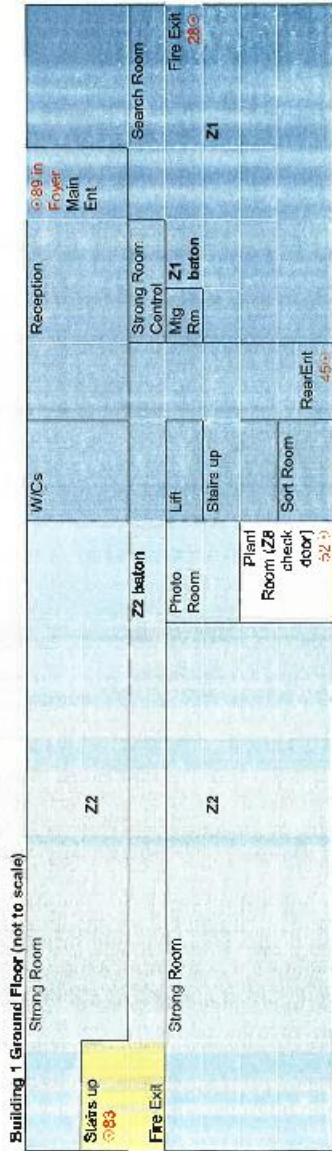 Building 1 Ground Floor (not to scale)
Strong Room
W/Cs
Reception
⊙89 in
Foyer
Main
Ent
Stairs up
⊙83
Z2
Search Room
Fire Exit
Z2 baton
Strong Room
Control
Strong Room
Photo
Room
Lift
Mtg
Rm
Z1
baton
Fire Exit
28⊙
Z2
Stairs up
Z1
Plant
Room (Z8
check
door)
52⊙
Sort Room
RearEnt
45⊙